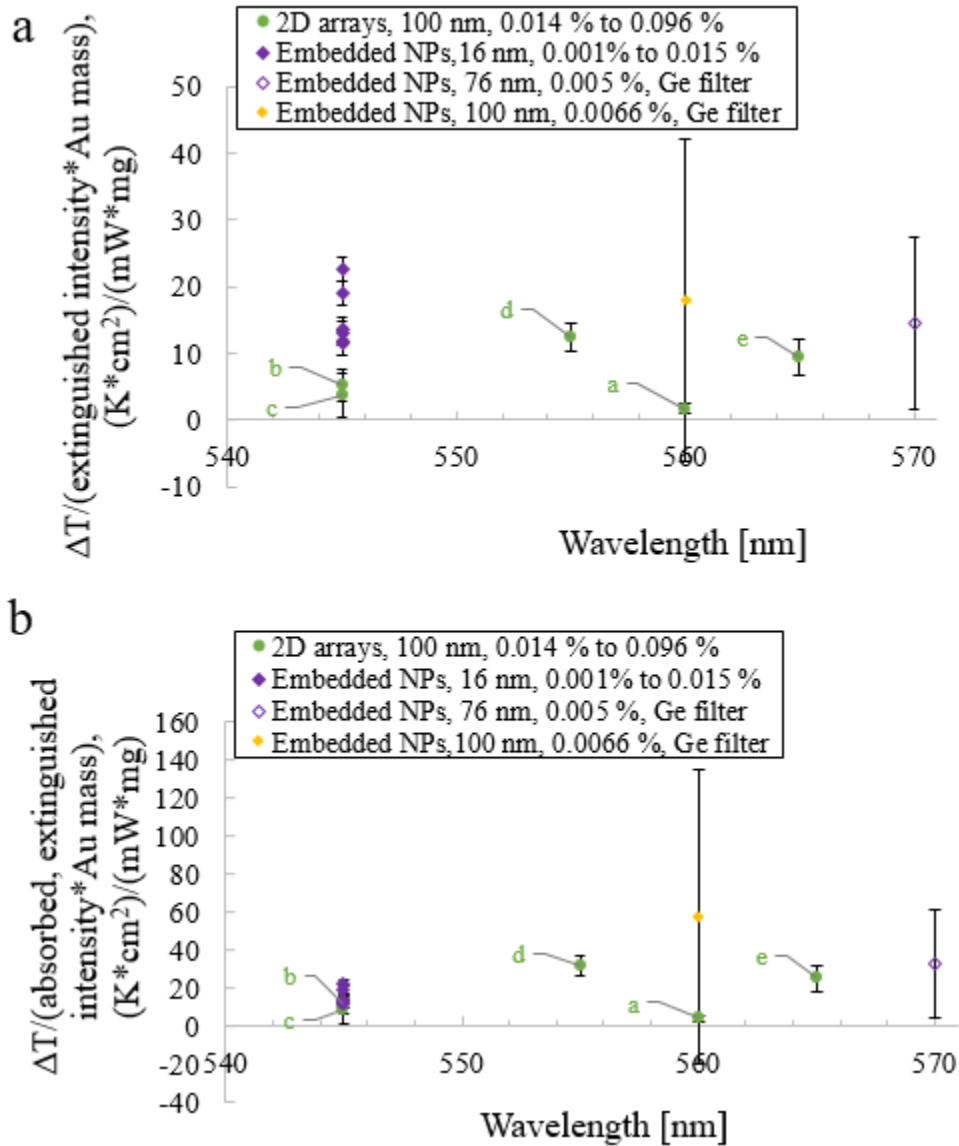 a
2D arrays, 100 nm, 0.014 % to 0.096 %
Embedded NPs,16 nm, 0.001% to 0.015 %
Embedded NPs, 76 nm, 0.005 %, Ge filter
Embedded NPs, 100 nm, 0.0066 %, Ge filter
ΔT/(extinguished intensity*Au mass),
(K*cm²)/(mW*mg)
50
40
30
20
10
0
-10
540
550
560
570
b
c
d
a
e
Wavelength [nm]
b
2D arrays, 100 nm, 0.014 % to 0.096 %
Embedded NPs, 16 nm, 0.001% to 0.015 %
Embedded NPs, 76 nm, 0.005 %, Ge filter
Embedded NPs,100 nm, 0.0066 %, Ge filter
ΔT/(absorbed, extinguished
intensity*Au mass),
(K*cm²)/(mW*mg)
160
140
120
100
80
60
40
20
0
-20
-40
540
550
560
570
b
c
d
a
e
Wavelength [nm]